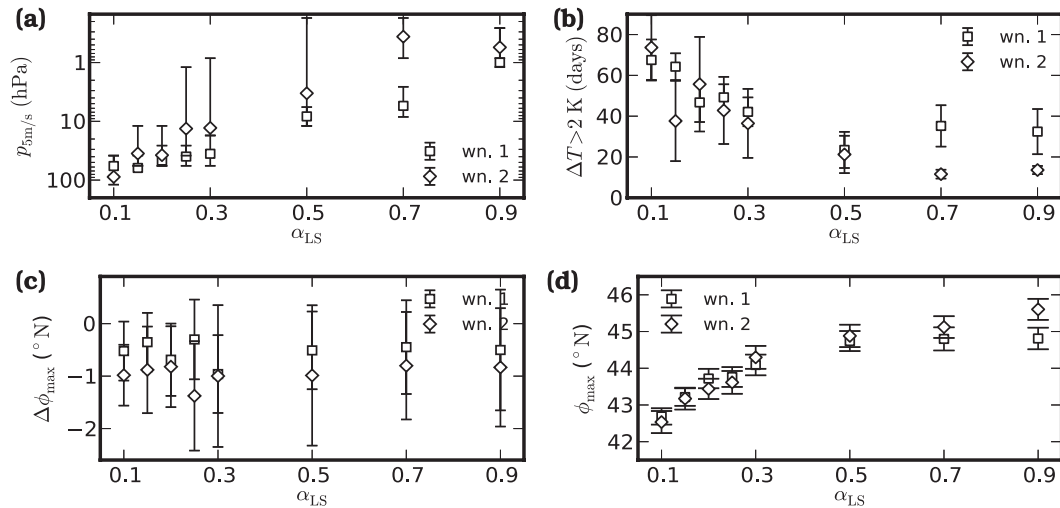 (a)
p5m/s (hPa)
1
10
100
wn. 1
wn. 2
0.1 0.3 0.5 0.7 0.9
αLS
(b)
ΔT>2 K (days)
80
60
40
20
0
wn. 1
wn. 2
0.1 0.3 0.5 0.7 0.9
αLS
(c)
Δϕmax (° N)
0
−1
−2
wn. 1
wn. 2
0.1 0.3 0.5 0.7 0.9
αLS
(d)
ϕmax (° N)
46
45
44
43
42
wn. 1
wn. 2
0.1 0.3 0.5 0.7 0.9
αLS